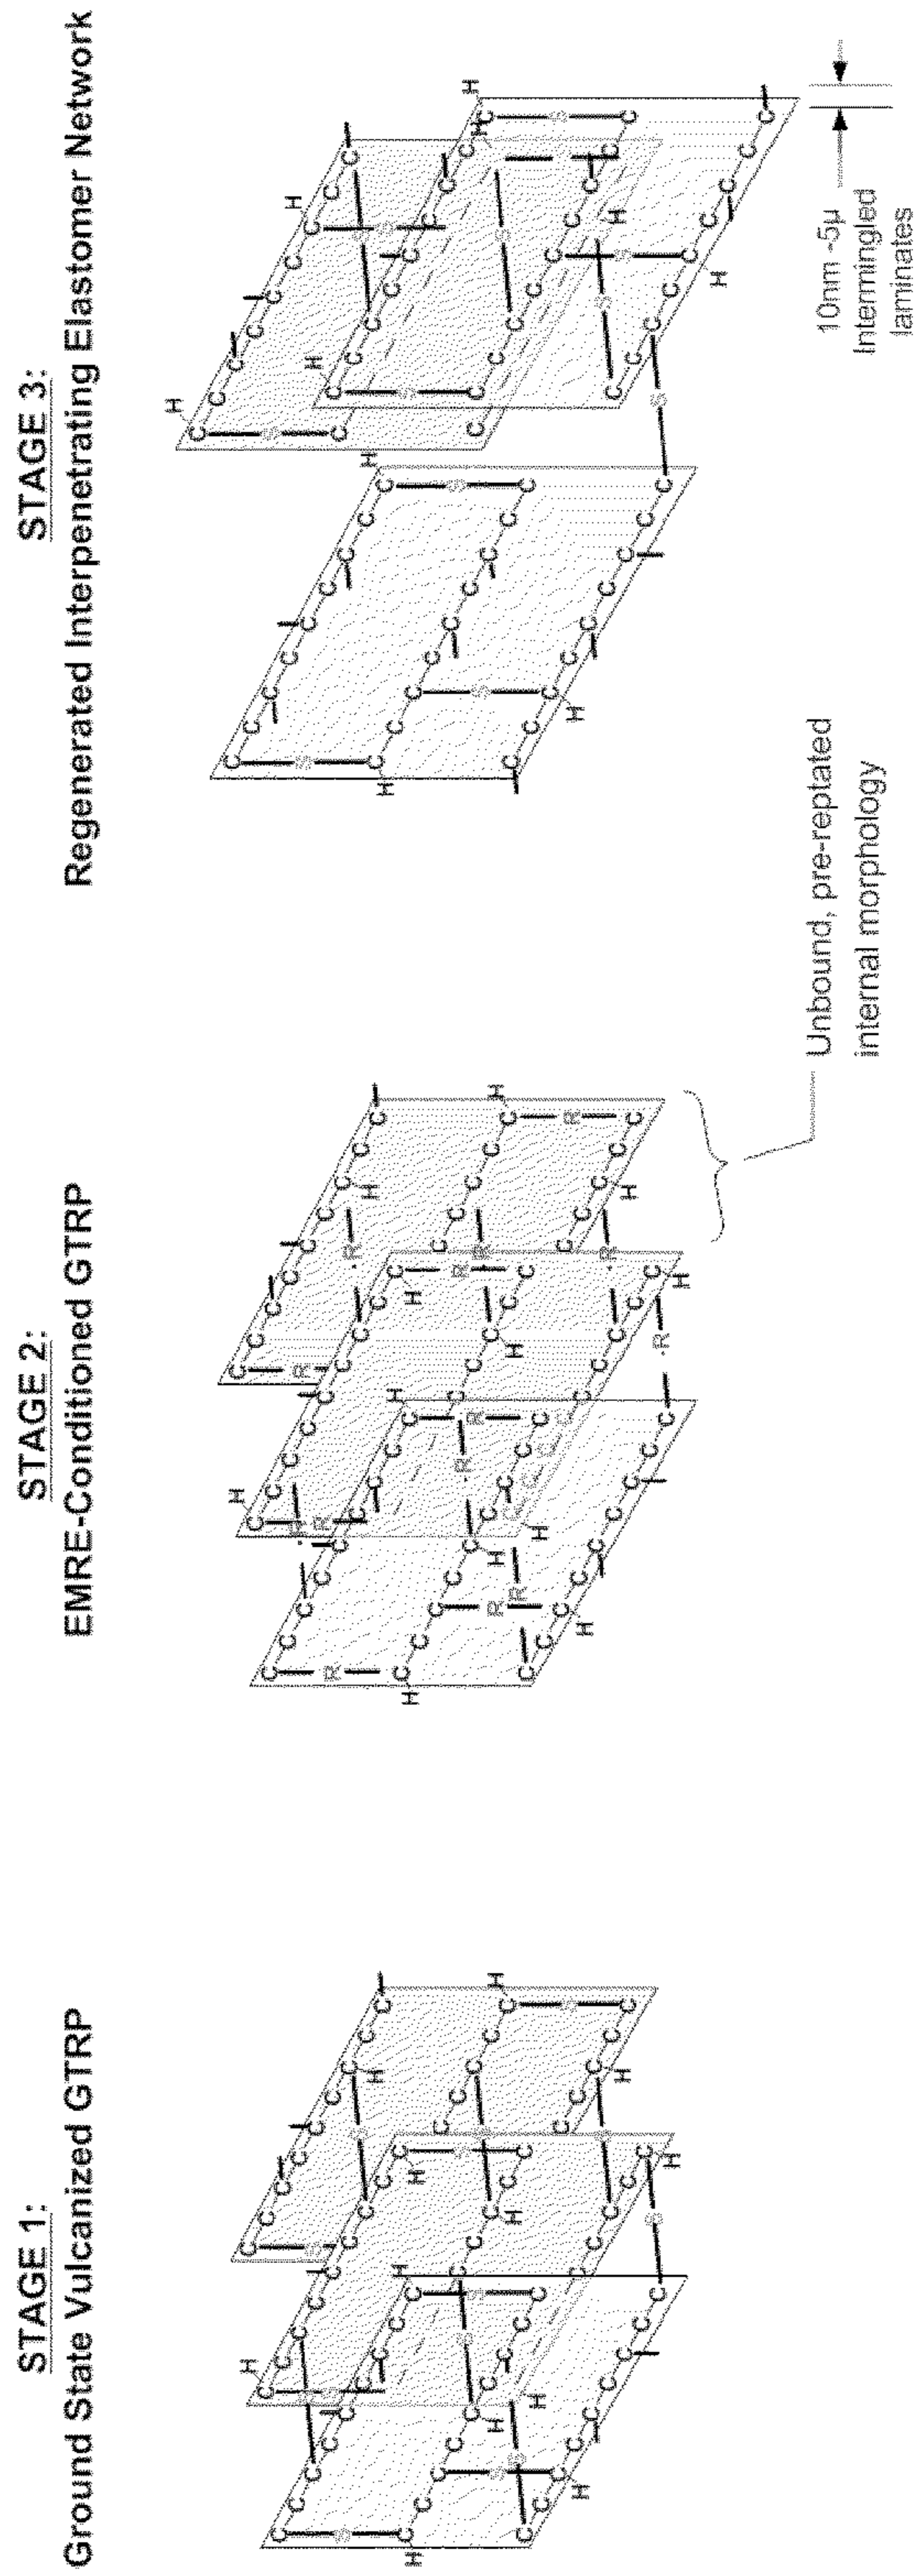 STAGE 1:
Ground State Vulcanized GTRP
STAGE 2:
EMRE-Conditioned GTRP
Unbound, pre-reptated
internal morphology
STAGE 3:
Regenerated Interpenetrating Elastomer Network
10nm -5μ
Intermingled
laminates